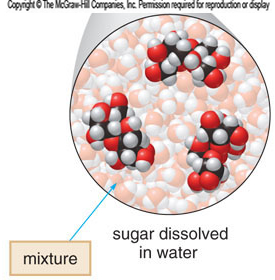 Copyright © The McGraw-Hill Companies, Inc. Permission required for reproduction or display
sugar dissolved
in water
mixture